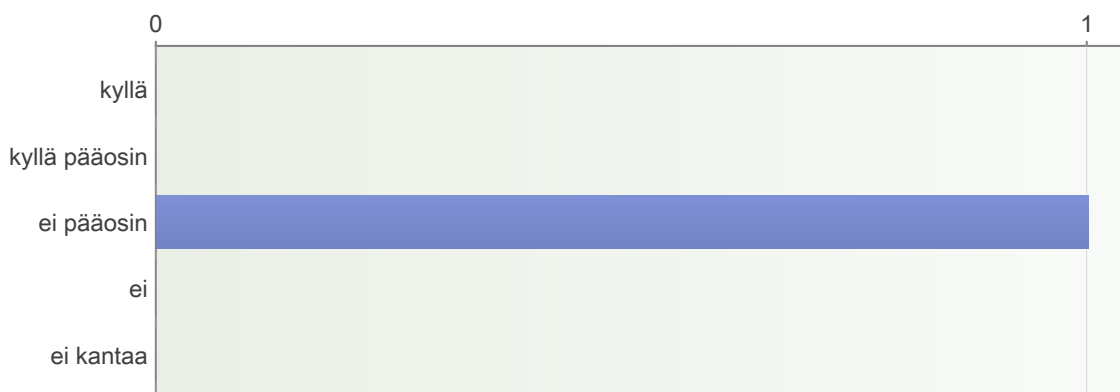 0 1
kyllä
kyllä pääosin
ei pääosin
ei
ei kantaa